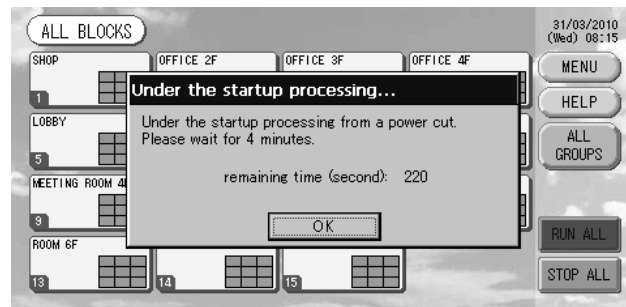 ALL BLOCKS
31/03/2010
(Wed) 08:15
SHOP
OFFICE 2F
OFFICE 3F
OFFICE 4F
MENU
1
HELP
Under the startup processing...
Under the startup processing from a power cut.
Please wait for 4 minutes.
remaining time (second): 220
OK
LOBBY
5
ALL
GROUPS
MEETING ROOM
9
RUN ALL
ROOM 6F
13
14
15
STOP ALL